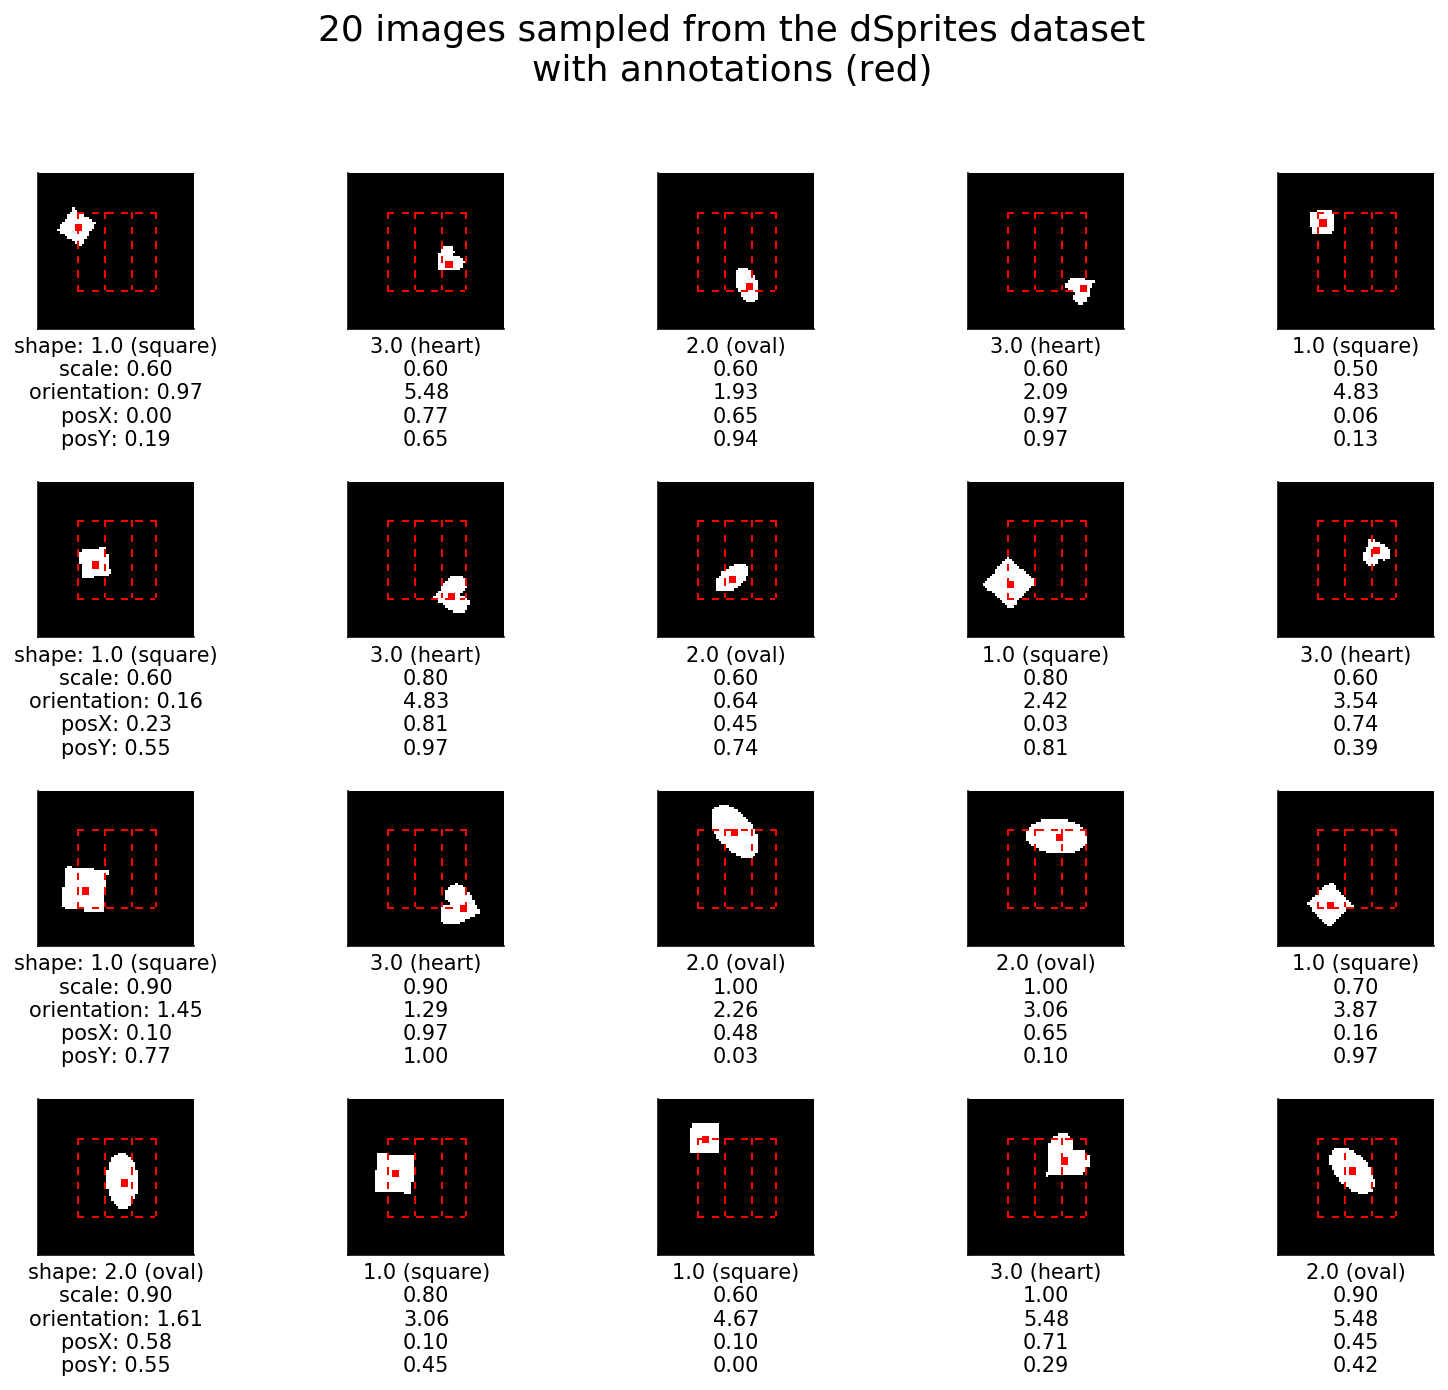 20 images sampled from the dSprites dataset
with annotations (red)
shape: 1.0 (square)
scale: 0.60
orientation: 0.97
posX: 0.00
posY: 0.19
3.0 (heart)
0.60
5.48
0.77
0.65
2.0 (oval)
0.60
1.93
0.65
0.94
3.0 (heart)
0.60
2.09
0.97
0.97
1.0 (square)
0.50
4.83
0.06
0.13
shape: 1.0 (square)
scale: 0.60
orientation: 0.16
posX: 0.23
posY: 0.55
3.0 (heart)
0.80
4.83
0.81
0.97
2.0 (oval)
0.60
0.64
0.45
0.74
1.0 (square)
0.80
2.42
0.03
0.81
3.0 (heart)
0.60
3.54
0.74
0.39
shape: 1.0 (square)
scale: 0.90
orientation: 1.45
posX: 0.10
posY: 0.77
3.0 (heart)
0.90
1.29
0.97
1.00
2.0 (oval)
1.00
2.26
0.48
0.03
2.0 (oval)
1.00
3.06
0.65
0.10
1.0 (square)
0.70
3.87
0.16
0.97
shape: 2.0 (oval)
scale: 0.90
orientation: 1.61
posX: 0.58
posY: 0.55
1.0 (square)
0.80
3.06
0.10
0.45
1.0 (square)
0.60
4.67
0.10
0.00
3.0 (heart)
1.00
5.48
0.71
0.29
2.0 (oval)
0.90
5.48
0.45
0.42